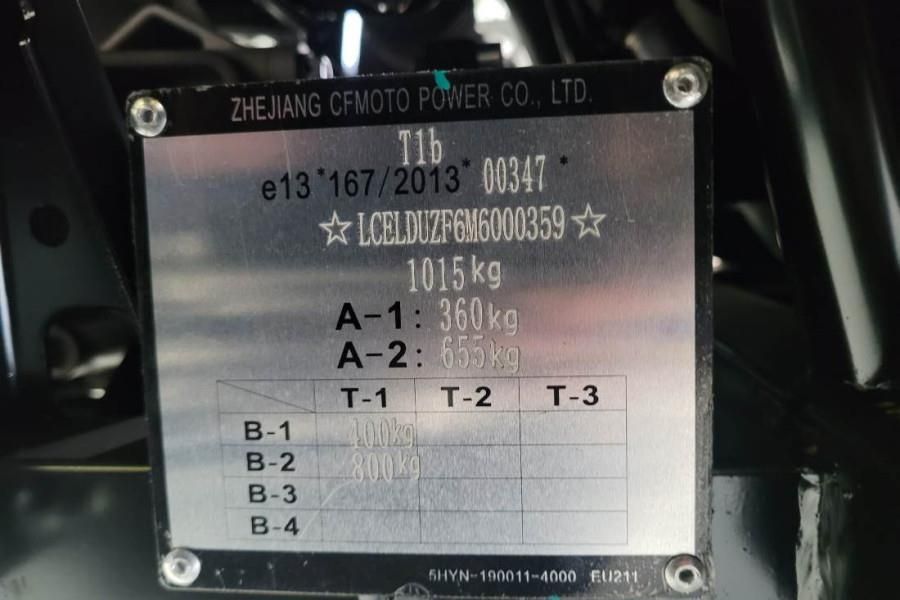 ZHEJIANG CFMOTO POWER CO., LTD.
T1b
e13*167/2013*00347*
☆LCELDUZF6M6000359☆
1015kg
A-1: 360kg
A-2: 655kg
T-1 T-2 T-3
B-1 400kg
B-2 800kg
B-3
B-4
5HYN-190011-4000 EU211